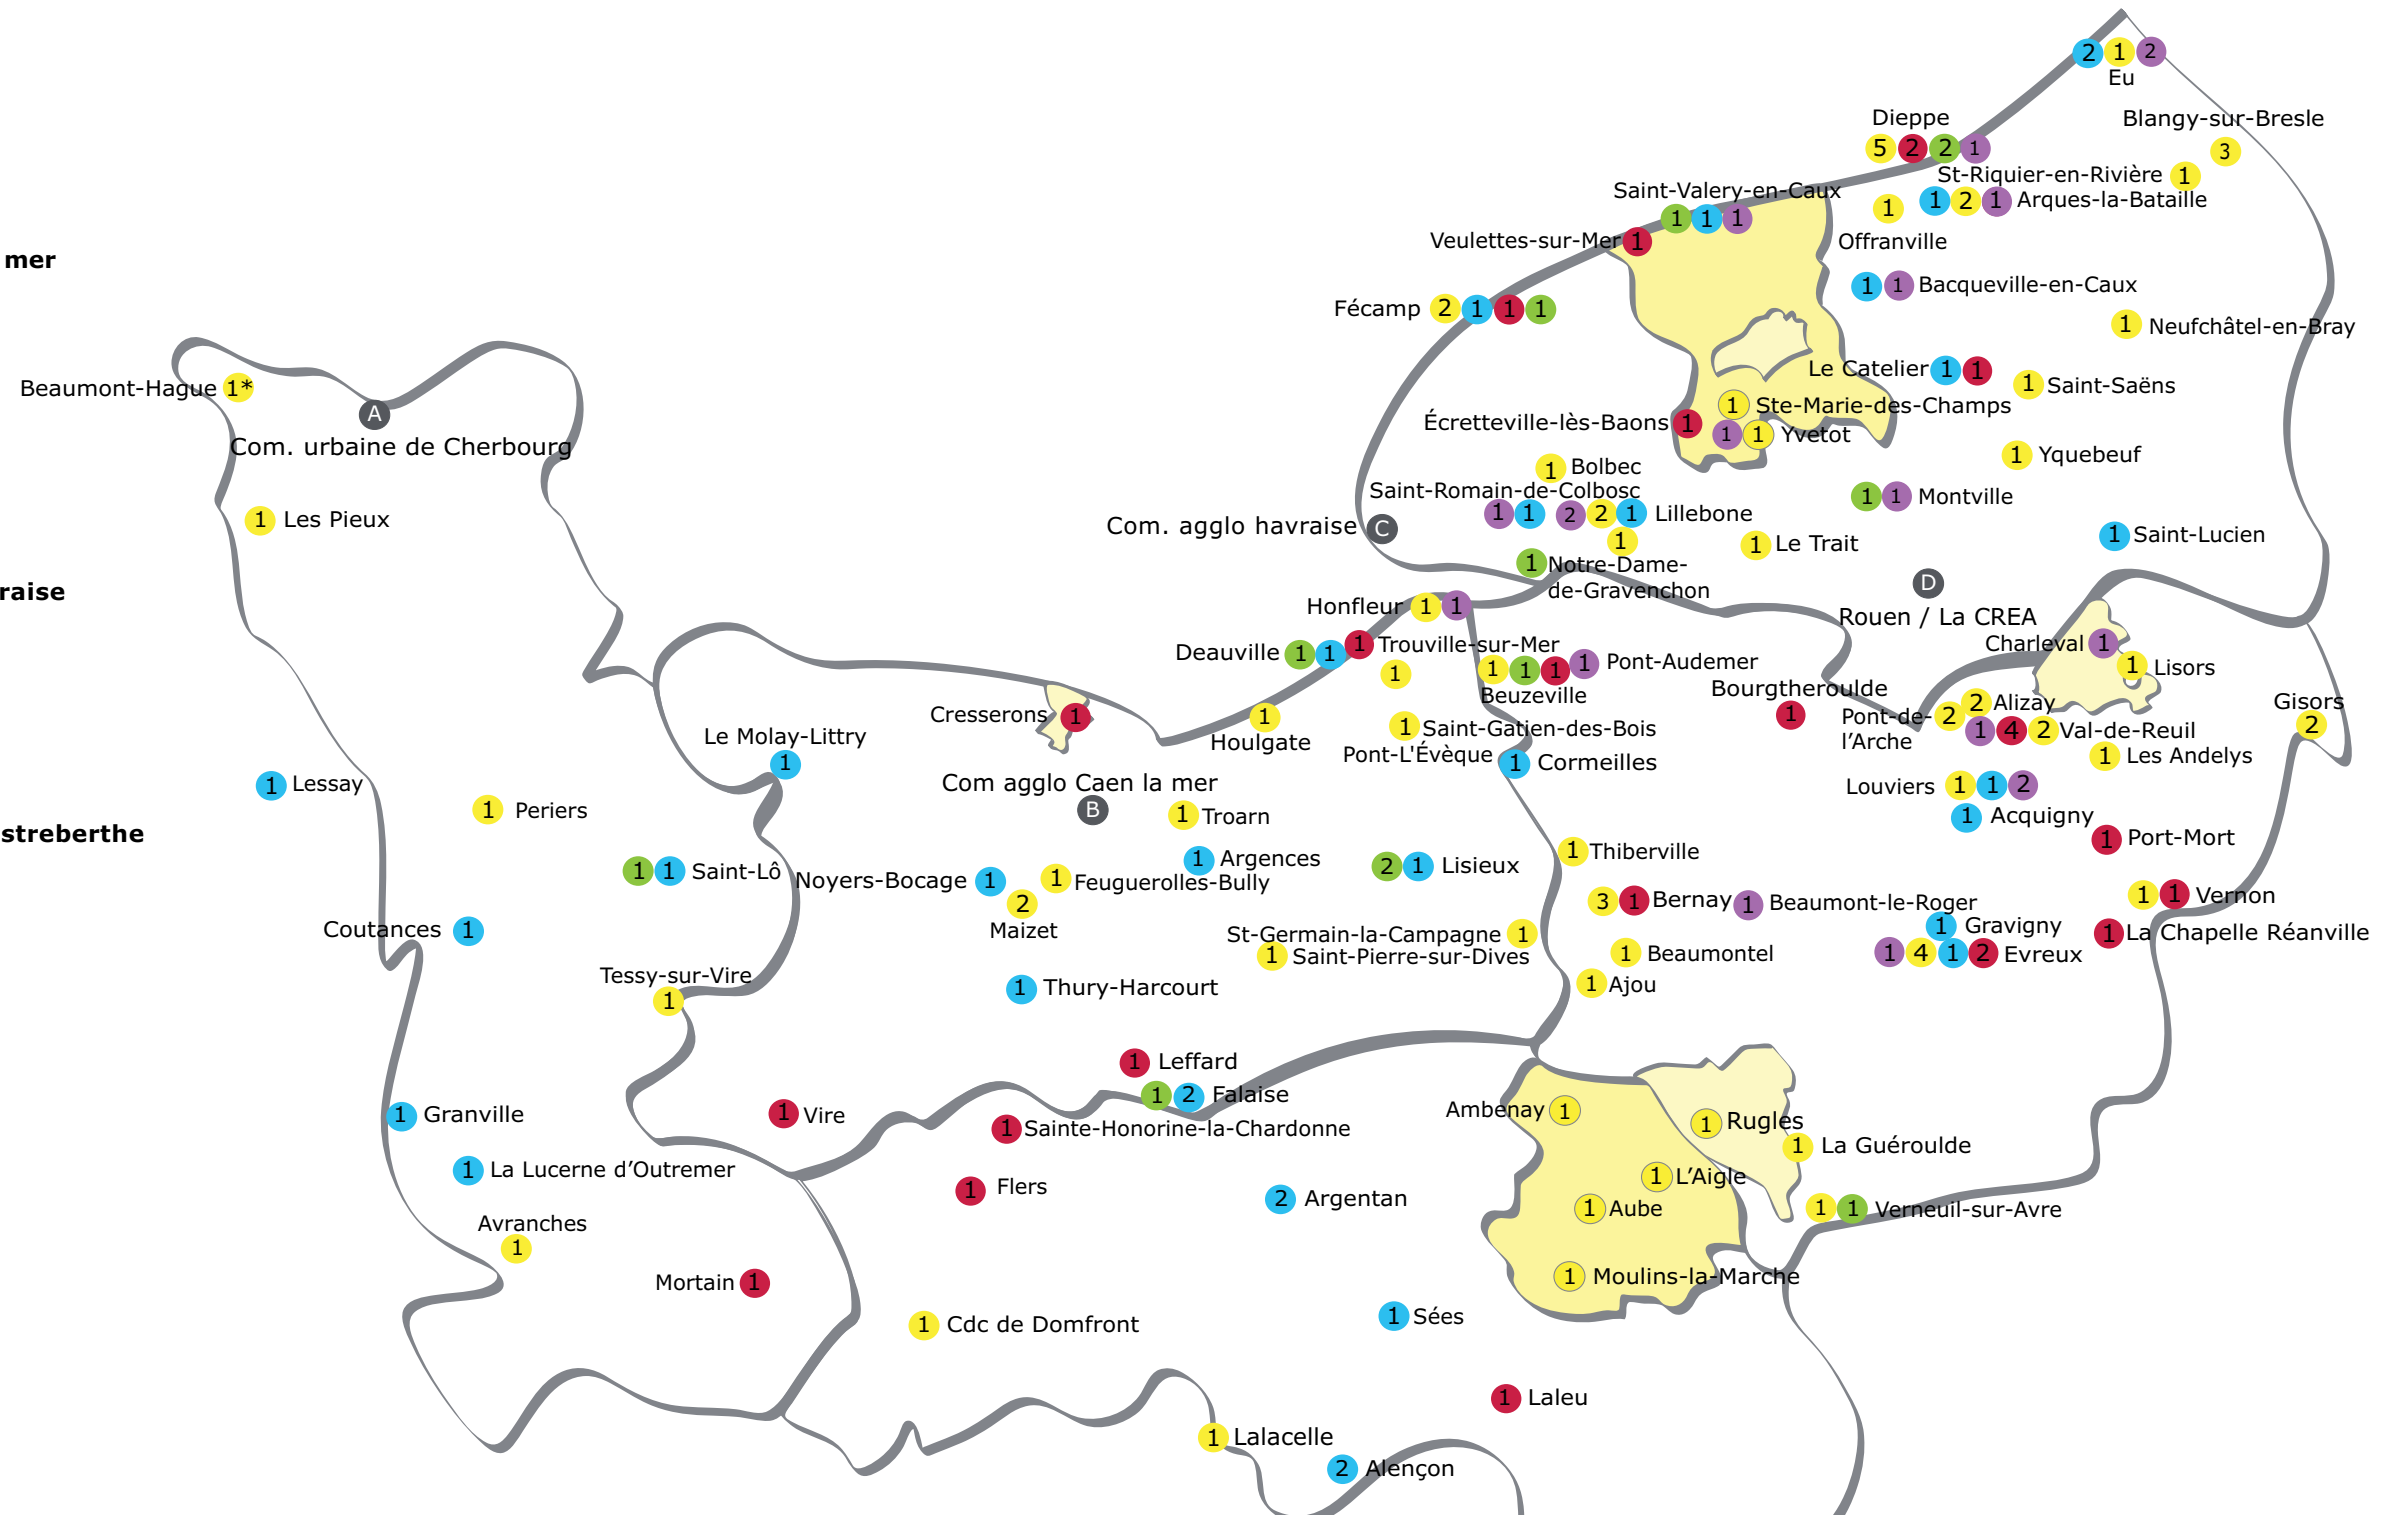 2 1 2
Eu
Dieppe
Blangy-sur-Bresle
5 2 2 1
3
St-Riquier-en-Rivière 1
Saint-Valery-en-Caux
1 1 2 1 Arques-la-Bataille
1 1 1
Veulettes-sur-Mer 1
Offranville
mer
1 1 Bacqueville-en-Caux
Fécamp 2 1 1 1
1 Neufchâtel-en-Bray
Le Catelier 1 1
Beaumont-Hague 1*
1 Saint-Saëns
1 Ste-Marie-des-Champs
A
Écretteville-lès-Baons 1
1 1 Yvetot
Com. urbaine de Cherbourg
1 Yquebeuf
1 Bolbec
Saint-Romain-de-Colbosc
1 1 Montville
1 1 2 2 1 Lillebone
1 Les Pieux
Com. agglo havraise C
1 Saint-Lucien
1
1 Le Trait
1 Notre-Dame-
de-Gravenchon
D
raise
Honfleur 1 1
Rouen / La CREA
Charleval 1
Deauville 1 1 1 Trouville-sur-Mer
1
1 1 1 1 Pont-Audemer
1 Lisors
Beuzeville
Bourgtheroulde
1
2 Alizay
Gisors
2
Cresserons 1
1
Houlgate
Pont-de-
l’Arche
2
1 4 2 Val-de-Reuil
1 Saint-Gatien-des-Bois
Le Molay-Littry
1
Pont-L'Évèque
1 Cormeilles
1 Les Andelys
Com agglo Caen la mer
B
1 Lessay
Louviers 1 1 2
1 Periers
1 Troarn
1 Acquigny
streberthe
1 Port-Mort
1 Thiberville
1 Argences
2 1 Lisieux
1 1 Saint-Lô
Noyers-Bocage 1
1 Feuguerolles-Bully
2
Maizet
3 1 Bernay
1 Beaumont-le-Roger
1 1 Vernon
Coutances 1
1 Gravigny
St-Germain-la-Campagne 1
1 La Chapelle Réanville
1 Saint-Pierre-sur-Dives
1 Beaumontel
1 4 1 2 Evreux
Tessy-sur-Vire
1
1 Thury-Harcourt
1 Ajou
1 Leffard
1 2 Falaise
1 Granville
1 Vire
1 Sainte-Honorine-la-Chardonne
Ambenay 1
1 Rugles
1 La Guéroulde
1 La Lucerne d’Outremer
1 L’Aigle
1 Flers
2 Argentan
1 Aube
1 1 Verneuil-sur-Avre
Avranches
1
Mortain 1
1 Moulins-la-Marche
1 Cdc de Domfront
1 Sées
1 Laleu
1 Lalacelle
2 Alençon